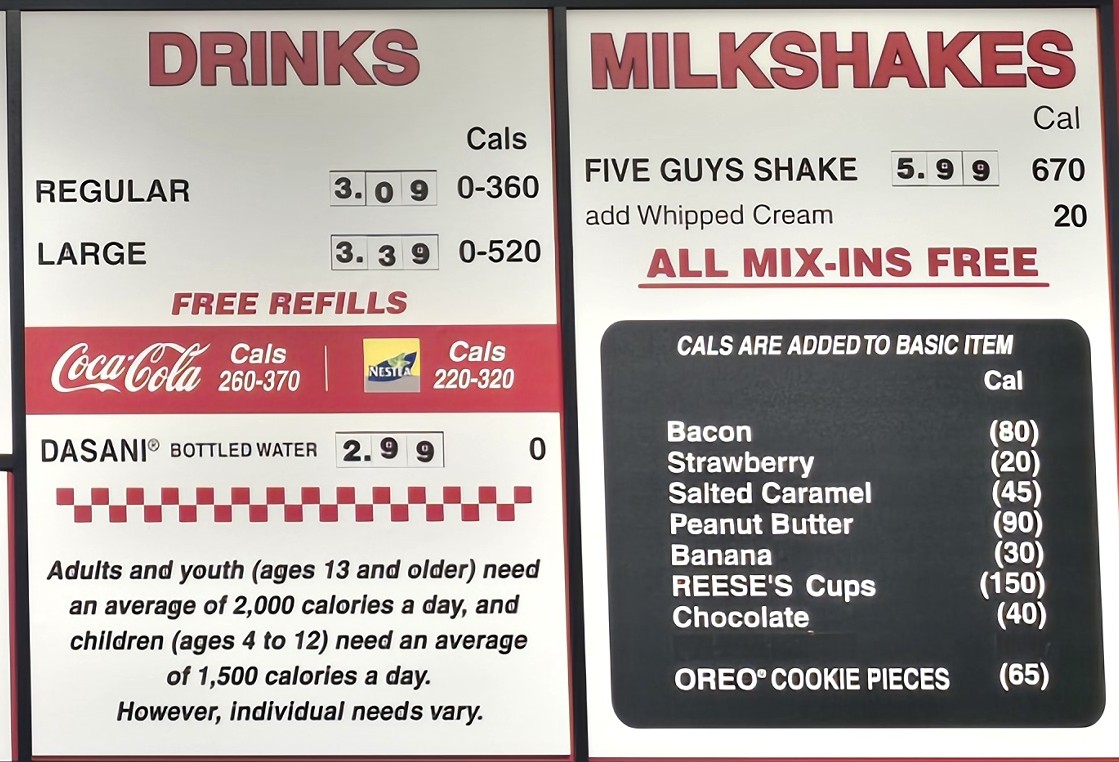 DRINKS
Cals
REGULAR 3.09 0-360
LARGE 3.39 0-520
FREE REFILLS
Coca-Cola Cals 260-370 NESTEA Cals 220-320
DASANI® BOTTLED WATER 2.99 0
Adults and youth (ages 13 and older) need
an average of 2,000 calories a day, and
children (ages 4 to 12) need an average
of 1,500 calories a day.
However, individual needs vary.
MILKSHAKES
Cal
FIVE GUYS SHAKE 5.99 670
add Whipped Cream 20
ALL MIX-INS FREE
CALS ARE ADDED TO BASIC ITEM
Cal
Bacon (80)
Strawberry (20)
Salted Caramel (45)
Peanut Butter (90)
Banana (30)
REESE'S Cups (150)
Chocolate (40)
OREO® COOKIE PIECES (65)